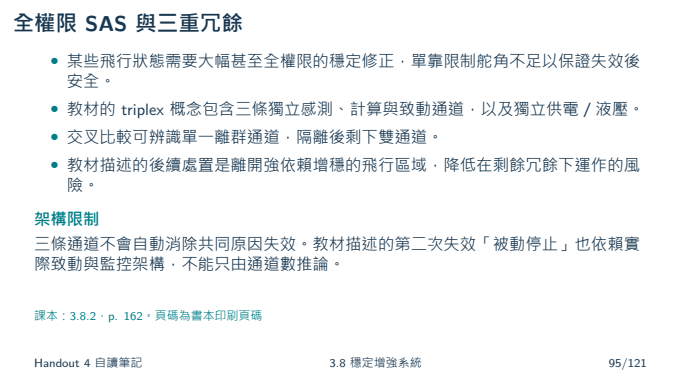 全權限 SAS 與三重冗餘
• 某些飛行狀態需要大幅甚至全權限的穩定修正，單靠限制舵角不足以保證失效後
安全。
• 教材的 triplex 概念包含三條獨立感測、計算與致動通道，以及獨立供電 / 液壓。
• 交叉比較可辨識單一離群通道，隔離後剩下雙通道。
• 教材描述的後續處置是離開強依賴增穩的飛行區域，降低在剩餘冗餘下運作的風
險。
架構限制
三條通道不會自動消除共同原因失效。教材描述的第二次失效「被動停止」也依賴實
際致動與監控架構，不能只由通道數推論。
課本：3.8.2，p. 162。頁碼為書本印刷頁碼
Handout 4 自讀筆記
3.8 穩定增強系統
95/121